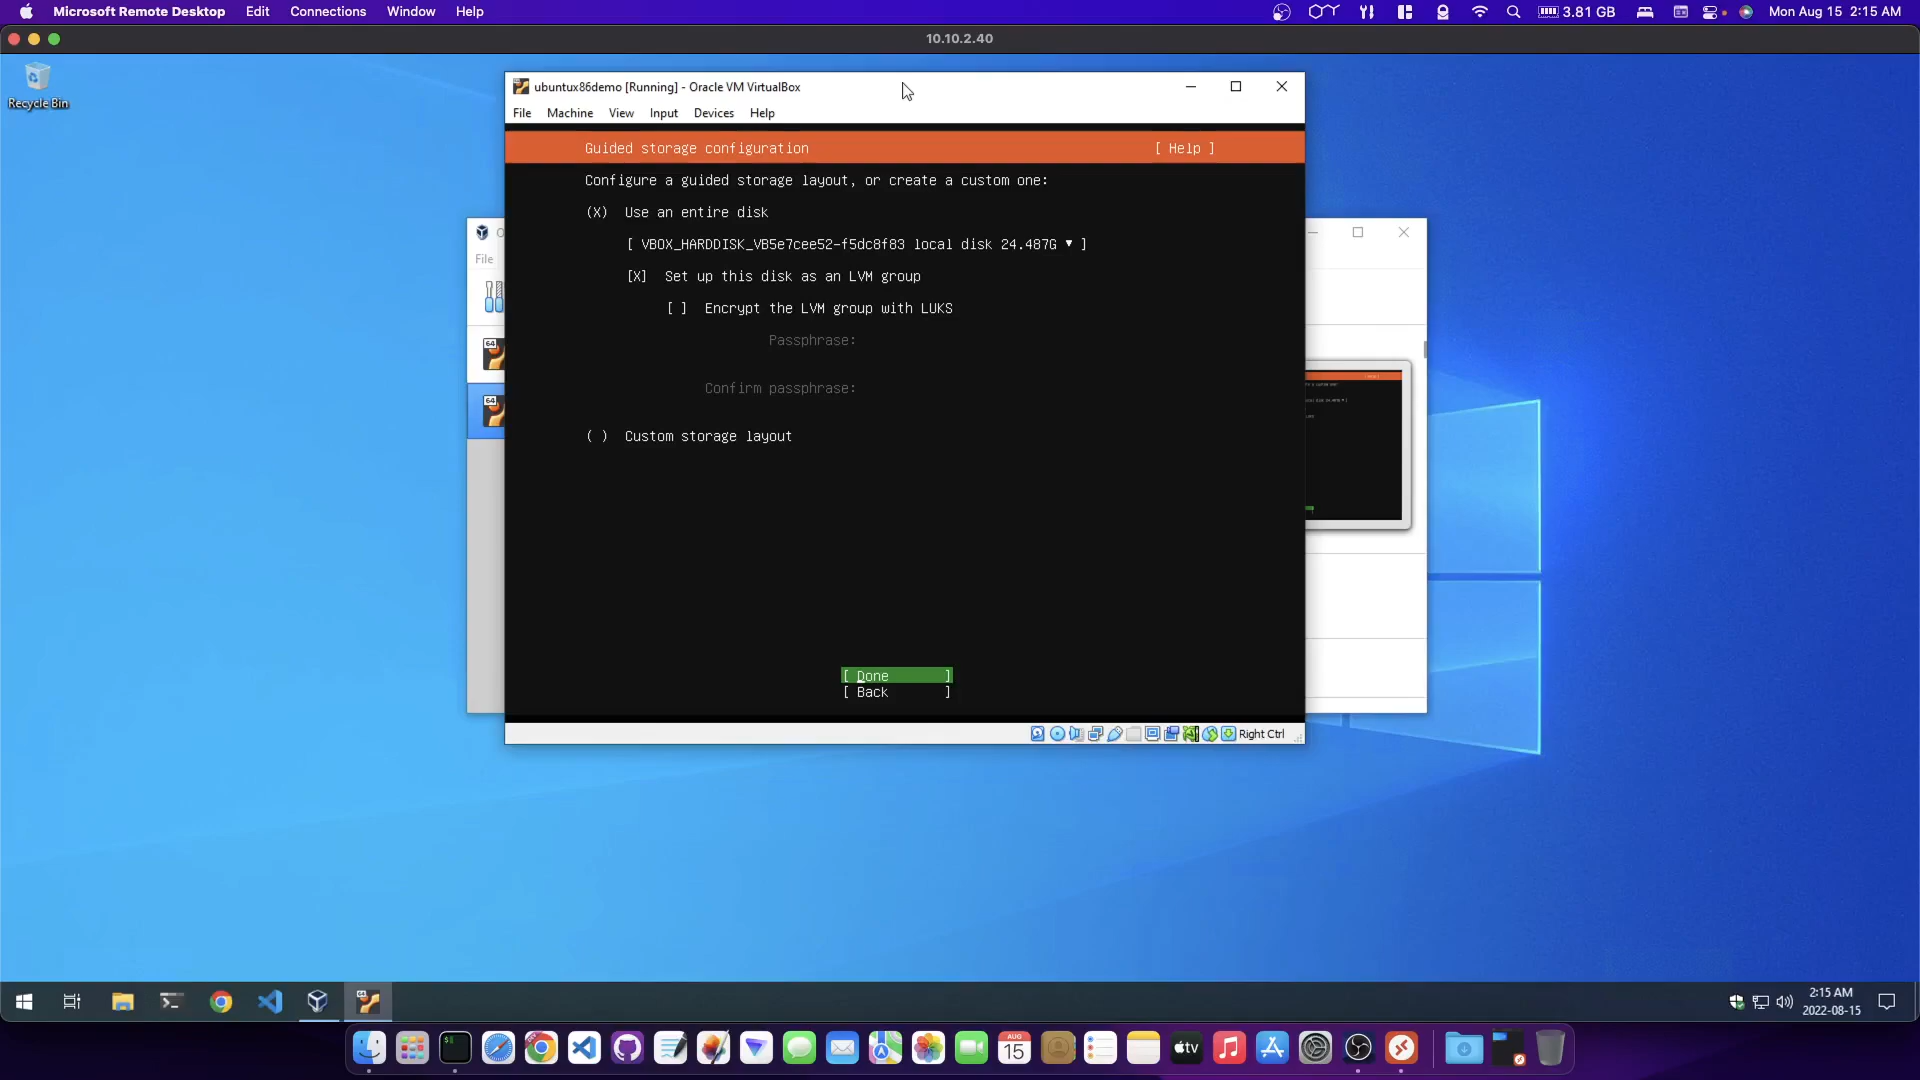 Microsoft Remote Desktop Edit Connections Window Help 3.81 GB Mon Aug 15 2:15 AM
10.10.2.40
Recycle Bin
ubuntux86demo [Running] - Oracle VM VirtualBox
File Machine View Input Devices Help
Guided storage configuration [ Help ]
Configure a guided storage layout, or create a custom one:
(X) Use an entire disk
[ VBOX_HARDDISK_VB5e7cee52-f5dc8f83 local disk 24.487G ▾ ]
[X] Set up this disk as an LVM group
[ ] Encrypt the LVM group with LUKS
Passphrase:
Confirm passphrase:
( ) Custom storage layout
[ Done ]
[ Back ]
Right Ctrl
File
64
64
2:15 AM
2022-08-15
AUG
15
tv